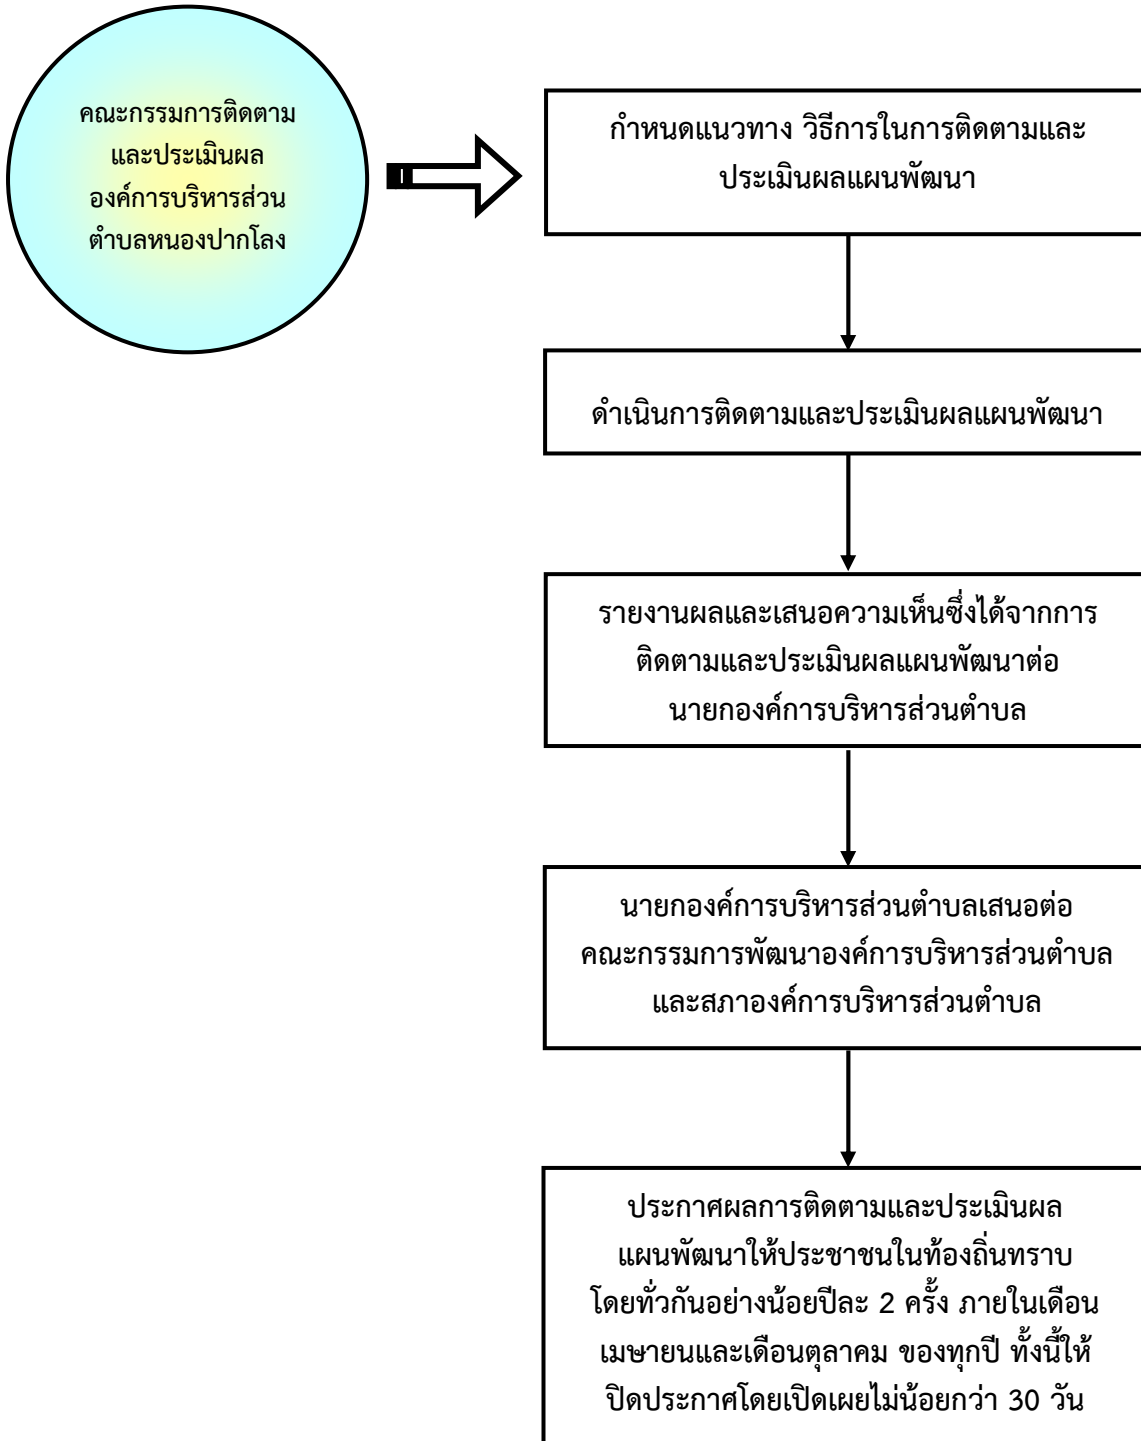 คณะกรรมการติดตาม
และประเมินผล
องค์การบริหารส่วน
ตำบลหนองปากโลง
กำหนดแนวทาง วิธีการในการติดตามและ
ประเมินผลแผนพัฒนา
ดำเนินการติดตามและประเมินผลแผนพัฒนา
รายงานผลและเสนอความเห็นซึ่งได้จากการ
ติดตามและประเมินผลแผนพัฒนาต่อ
นายกองค์การบริหารส่วนตำบล
นายกองค์การบริหารส่วนตำบลเสนอต่อ
คณะกรรมการพัฒนาองค์การบริหารส่วนตำบล
และสภาองค์การบริหารส่วนตำบล
ประกาศผลการติดตามและประเมินผล
แผนพัฒนาให้ประชาชนในท้องถิ่นทราบ
โดยทั่วกันอย่างน้อยปีละ 2 ครั้ง ภายในเดือน
เมษายนและเดือนตุลาคม ของทุกปี ทั้งนี้ให้
ปิดประกาศโดยเปิดเผยไม่น้อยกว่า 30 วัน